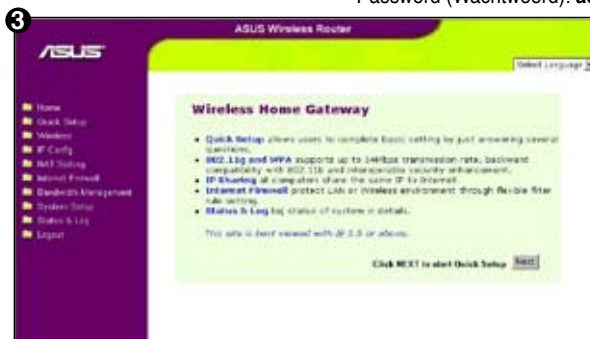 Password (Wachtwoord):
3
ASUS Wireless Router
ASUS
Select Language
Home
Quick Setup
Wireless
IP Config
NAT Setting
Internet Firewall
Bandwidth Management
System Setup
Status & Log
Logout
Wireless Home Gateway
Quick Setup allows users to complete basic setting by just answering several
questions.
802.11g and WPA supports up to 54Mbps transmission rate, backward
compatibility with 802.11b and interoperable security enhancement.
IP Sharing all computers share the same IP to Internet.
Internet Firewall protect LAN or Wireless environment through flexible filter
rule setting.
Status & Log log status of system in details.
This site is best viewed with IE 5.5 or above.
Click NEXT to start Quick Setup Next